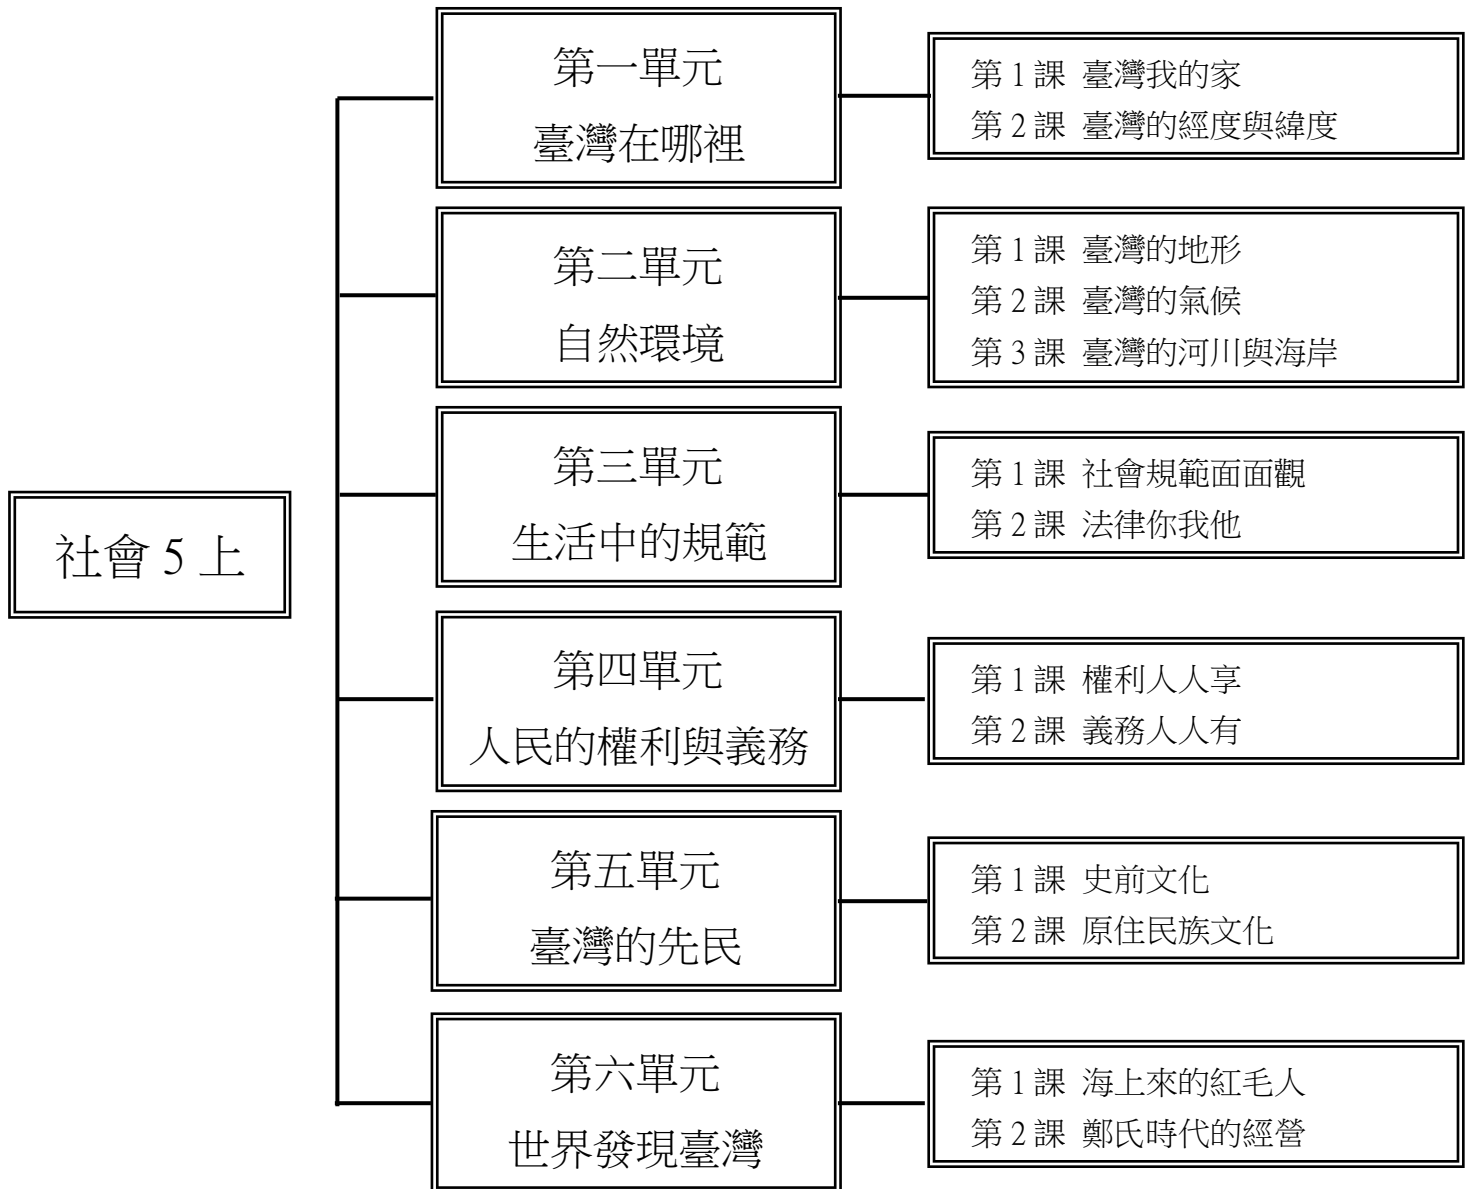 社會 5 上
第一單元
臺灣在哪裡
第 1 課 臺灣我的家
第 2 課 臺灣的經度與緯度
第二單元
自然環境
第 1 課 臺灣的地形
第 2 課 臺灣的氣候
第 3 課 臺灣的河川與海岸
第三單元
生活中的規範
第 1 課 社會規範面面觀
第 2 課 法律你我他
第四單元
人民的權利與義務
第 1 課 權利人人享
第 2 課 義務人人有
第五單元
臺灣的先民
第 1 課 史前文化
第 2 課 原住民族文化
第六單元
世界發現臺灣
第 1 課 海上來的紅毛人
第 2 課 鄭氏時代的經營